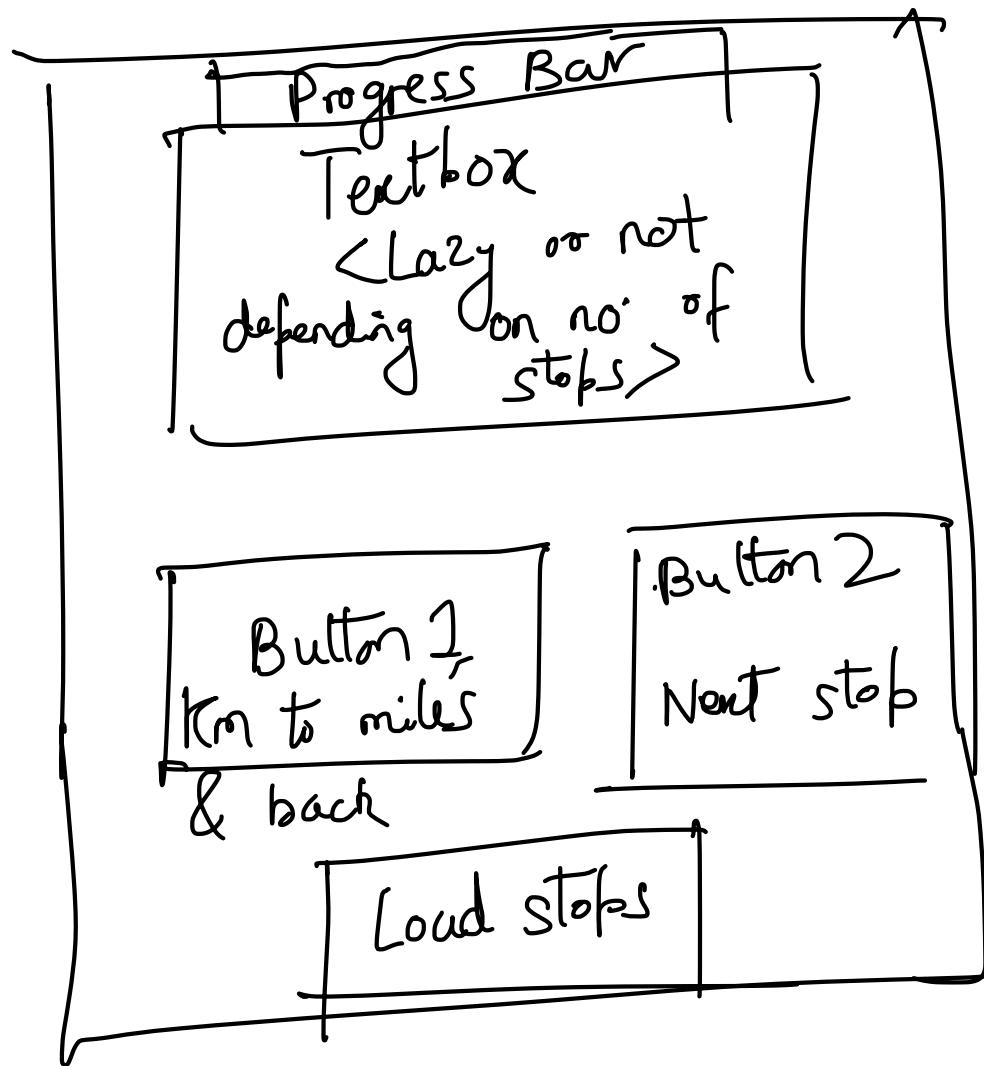 Progress Bar
Textbox
<Lazy or not
depending on no. of
stops>
Button 1
Km to miles
& back
Button 2
Next stop
Load stops